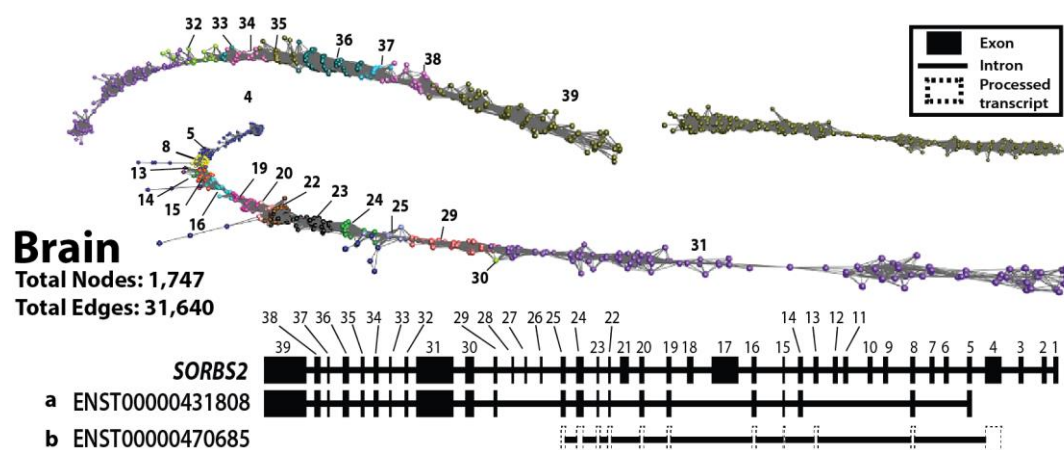 32 33 34 35 36 37 38 39
Exon
Intron
Processed
transcript
4
5
8
13
14
15
16
19 20 22 23 24 25 29 30 31
Brain
Total Nodes: 1,747
Total Edges: 31,640
38 37 36 35 34 33 32 29 28 27 26 25 24 22 14 13 12 11
39 31 30 23 21 20 19 18 17 16 15 10 9 8 7 6 5 4 3 2 1
SORBS2
a ENST00000431808
b ENST00000470685